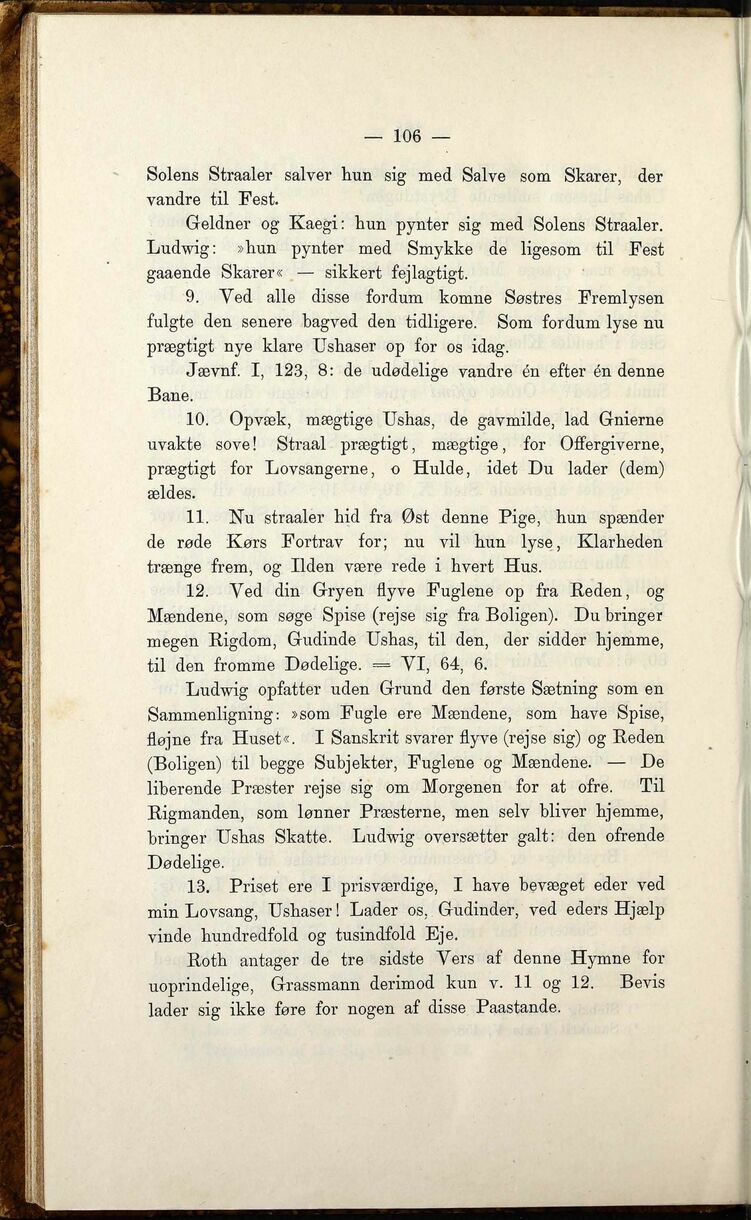 — 106 —
Solens Straaler salver hun sig med Salve som Skarer, der
vandre til Fest.
Geldner og Kaegi: hun pynter sig med Solens Straaler.
Ludwig: »hun pynter med Smykke de ligesom til Fest
gaaende Skarer« — sikkert fejlagtigt.
9. Ved alle disse fordum komne Søstres Fremlysen
fulgte den senere bagved den tidligere. Som fordum lyse nu
prægtigt nye klare Ushaser op for os idag.
Jævnf. I, 123, 8: de udødelige vandre én efter én denne
Bane.
10. Opvæk, mægtige Ushas, de gavmilde, lad Gnierne
uvakte sove! Straal prægtigt, mægtige, for Offergiverne,
prægtigt for Lovsangerne, o Hulde, idet Du lader (dem)
ældes.
11. Nu straaler hid fra Øst denne Pige, hun spænder
de røde Kørs Fortrav for; nu vil hun lyse, Klarheden
trænge frem, og Ilden være rede i hvert Hus.
12. Ved din Gryen flyve Fuglene op fra Reden, og
Mændene, som søge Spise (rejse sig fra Boligen). Du bringer
megen Rigdom, Gudinde Ushas, til den, der sidder hjemme,
til den fromme Dødelige. = VI, 64, 6.
Ludwig opfatter uden Grund den første Sætning som en
Sammenligning: »som Fugle ere Mændene, som have Spise,
fløjne fra Huset«. I Sanskrit svarer flyve (rejse sig) og Reden
(Boligen) til begge Subjekter, Fuglene og Mændene. — De
liberende Præster rejse sig om Morgenen for at ofre. Til
Rigmanden, som lønner Præsterne, men selv bliver hjemme,
bringer Ushas Skatte. Ludwig oversætter galt: den ofrende
Dødelige.
13. Priset ere I prisværdige, I have bevæget eder ved
min Lovsang, Ushaser! Lader os, Gudinder, ved eders Hjælp
vinde hundredfold og tusindfold Eje.
Roth antager de tre sidste Vers af denne Hymne for
uoprindelige, Grassmann derimod kun v. 11 og 12. Bevis
lader sig ikke føre for nogen af disse Paastande.